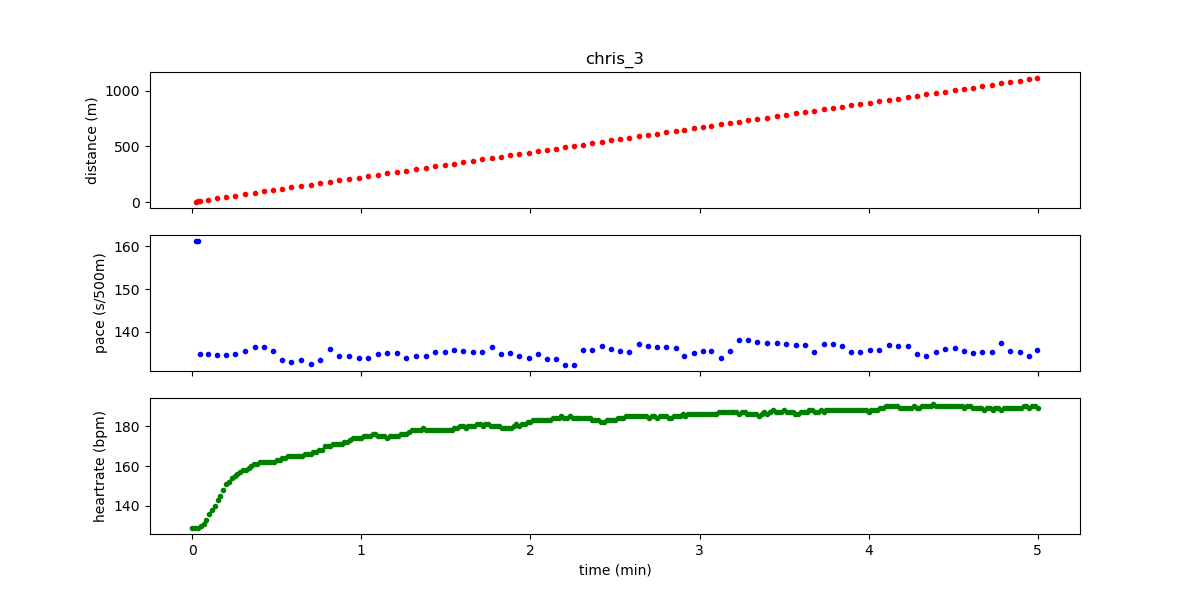 chris_3
distance (m)
1000
500
0
pace (s/500m)
160
150
140
heartrate (bpm)
180
160
140
0 1 2 3 4 5
time (min)